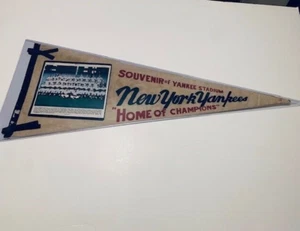 SOUVENIR of YANKEE STADIUM
New York Yankees
"HOME OF CHAMPIONS"